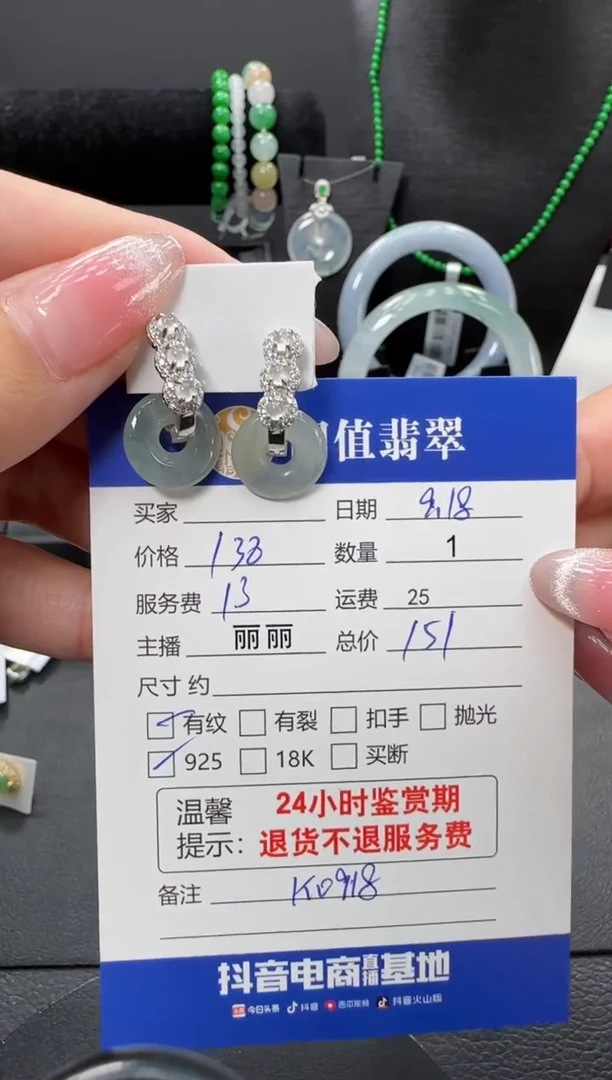 值翡翠
买家 日期 9.18
价格 138 数量 1
服务费 13 运费 25
主播 丽丽 总价 151
尺寸 约
有纹 有裂 扣手 抛光
925 18K 买断
温馨 24小时鉴赏期
提示: 退货不退服务费
备注 K0918
抖音电商直播基地
今日头条 抖音 西瓜视频 抖音火山版